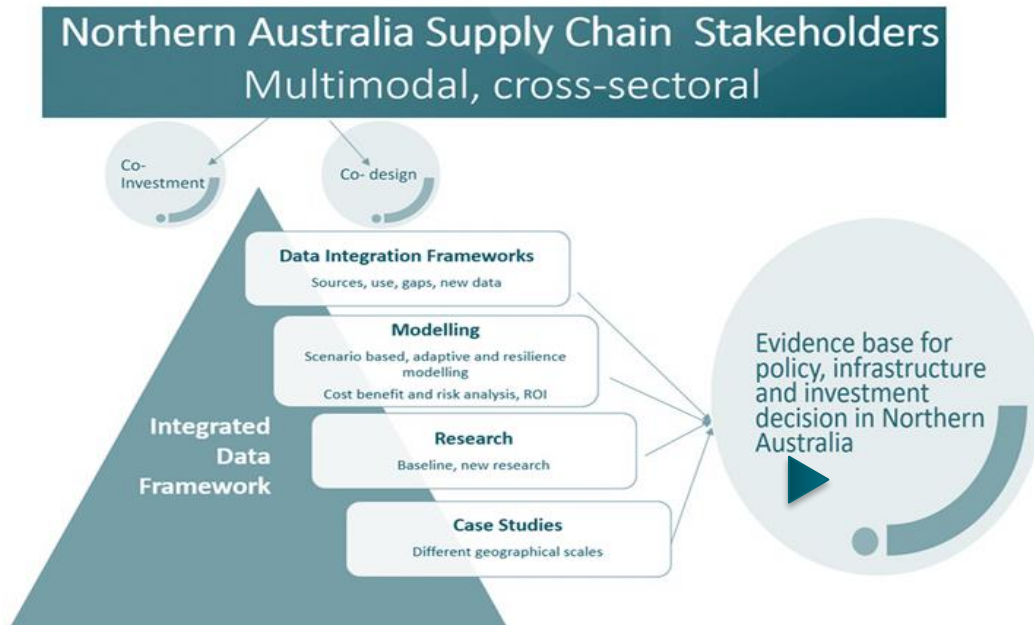 Northern Australia Supply Chain Stakeholders
Multimodal, cross-sectoral
Co-
Investment
Co- design
Data Integration Frameworks
Sources, use, gaps, new data
Modelling
Scenario based, adaptive and resilience
modelling
Cost benefit and risk analysis, ROI
Integrated
Data
Framework
Research
Baseline, new research
Case Studies
Different geographical scales
Evidence base for
policy, infrastructure
and investment
decision in Northern
Australia